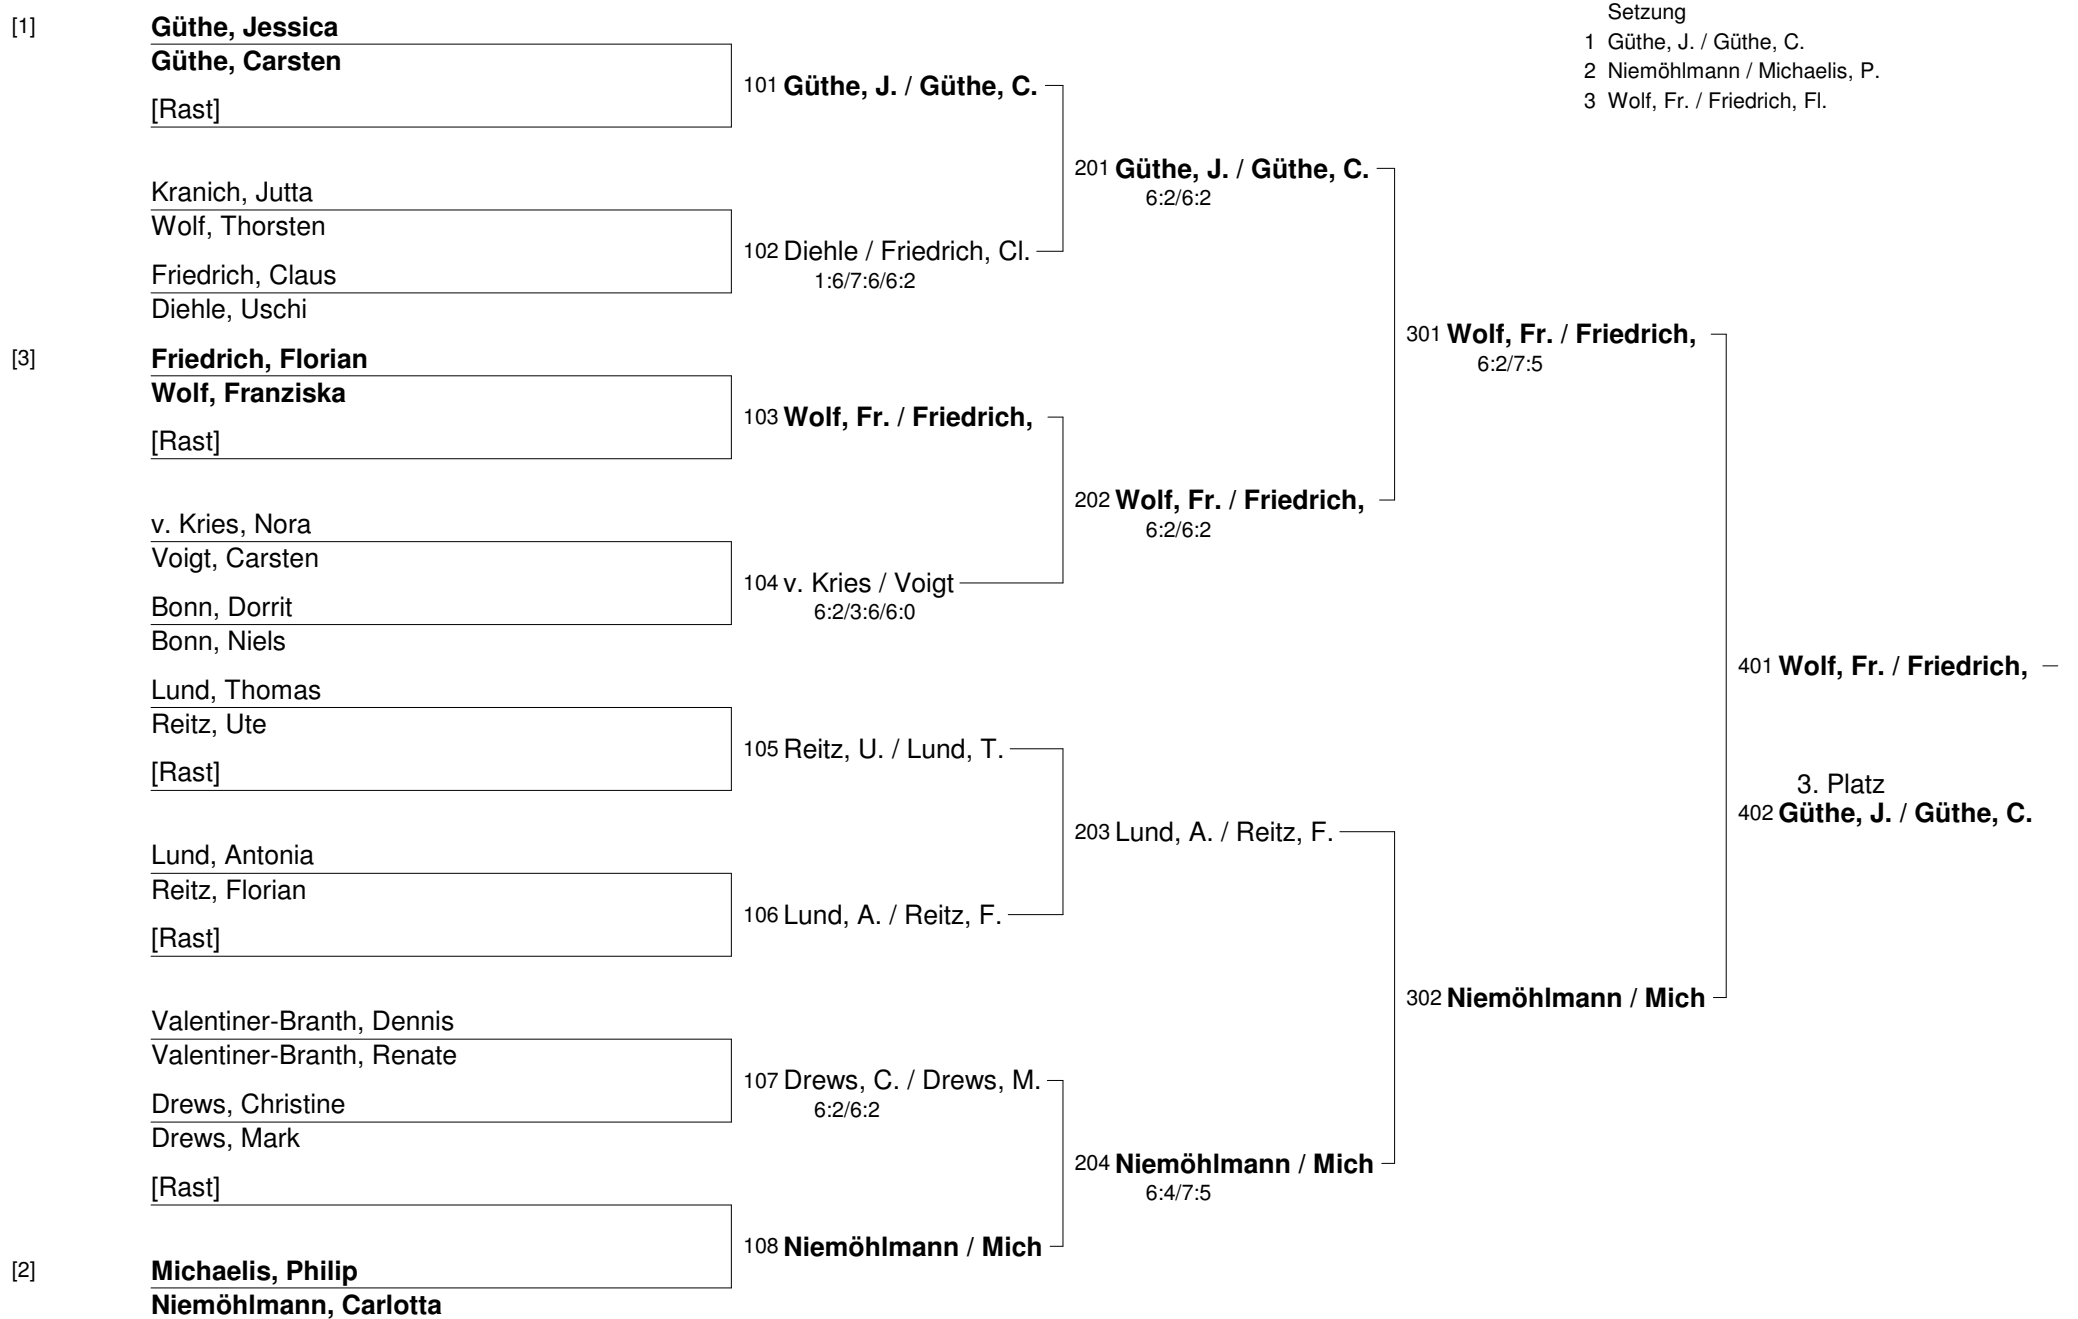 [1]
Güthe, Jessica
Güthe, Carsten
[Rast]
Kranich, Jutta
Wolf, Thorsten
Friedrich, Claus
Diehle, Uschi
[3]
Friedrich, Florian
Wolf, Franziska
[Rast]
v. Kries, Nora
Voigt, Carsten
Bonn, Dorrit
Bonn, Niels
Lund, Thomas
Reitz, Ute
[Rast]
Lund, Antonia
Reitz, Florian
[Rast]
Valentiner-Branth, Dennis
Valentiner-Branth, Renate
Drews, Christine
Drews, Mark
[Rast]
[2]
Michaelis, Philip
Niemöhlmann, Carlotta
101 Güthe, J. / Güthe, C.
102 Diehle / Friedrich, Cl.
1:6/7:6/6:2
103 Wolf, Fr. / Friedrich,
104 v. Kries / Voigt
6:2/3:6/6:0
105 Reitz, U. / Lund, T.
106 Lund, A. / Reitz, F.
107 Drews, C. / Drews, M.
6:2/6:2
108 Niemöhlmann / Mich
201 Güthe, J. / Güthe, C.
6:2/6:2
202 Wolf, Fr. / Friedrich,
6:2/6:2
203 Lund, A. / Reitz, F.
204 Niemöhlmann / Mich
6:4/7:5
301 Wolf, Fr. / Friedrich,
6:2/7:5
302 Niemöhlmann / Mich
401 Wolf, Fr. / Friedrich,
3. Platz
402 Güthe, J. / Güthe, C.
Setzung
1 Güthe, J. / Güthe, C.
2 Niemöhlmann / Michaelis, P.
3 Wolf, Fr. / Friedrich, Fl.